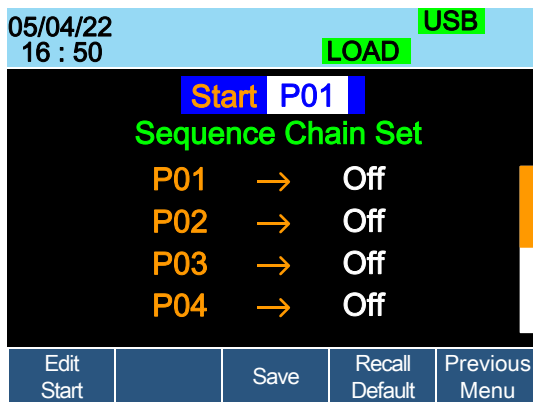 05/04/22 USB
16 : 50 LOAD
Start P01
Sequence Chain Set
P01 → Off
P02 → Off
P03 → Off
P04 → Off
Edit Start Save Recall Default Previous Menu